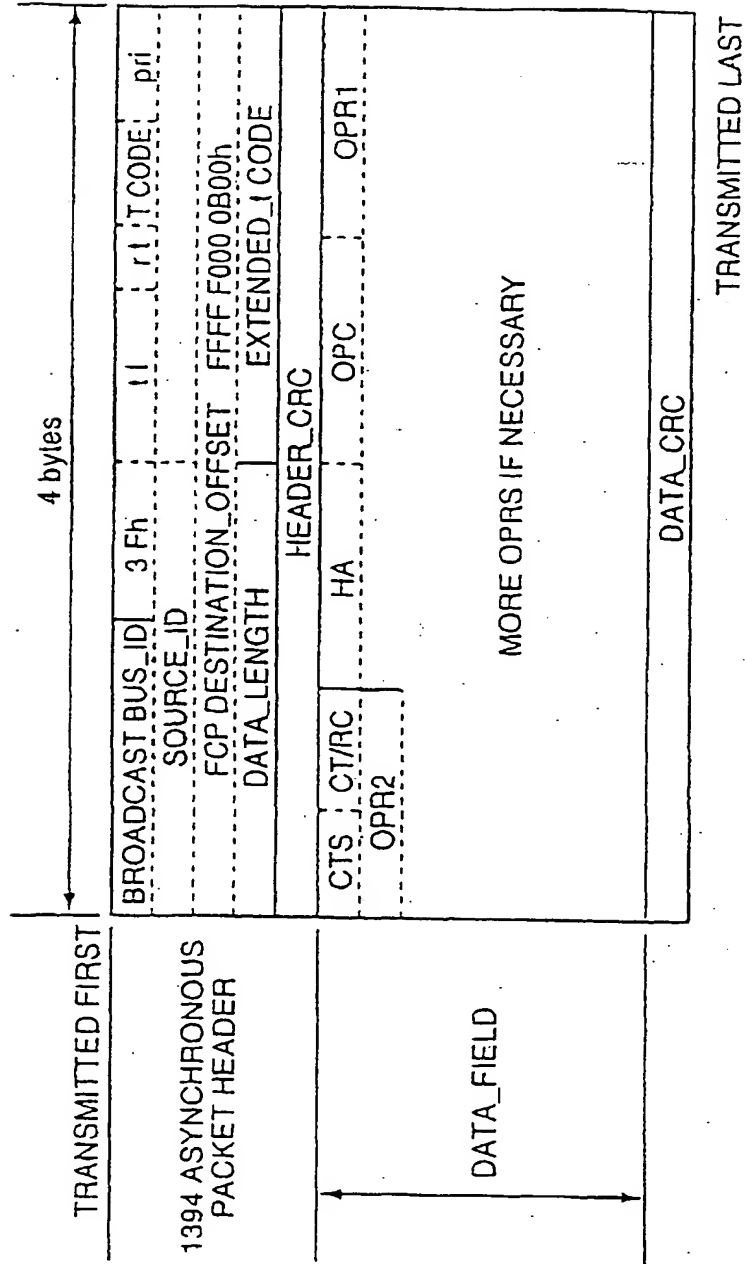 4 bytes
TRANSMITTED FIRST
BROADCAST BUS_ID 3 Fh tl rt T CODE pri
SOURCE_ID
FCP DESTINATION_OFFSET FFFF F000 0B00h
DATA_LENGTH EXTENDED_t CODE
1394 ASYNCHRONOUS
PACKET HEADER
HEADER_CRC
CTS CT/RC HA OPC OPR1
OPR2
DATA_FIELD
MORE OPRS IF NECESSARY
DATA_CRC
TRANSMITTED LAST